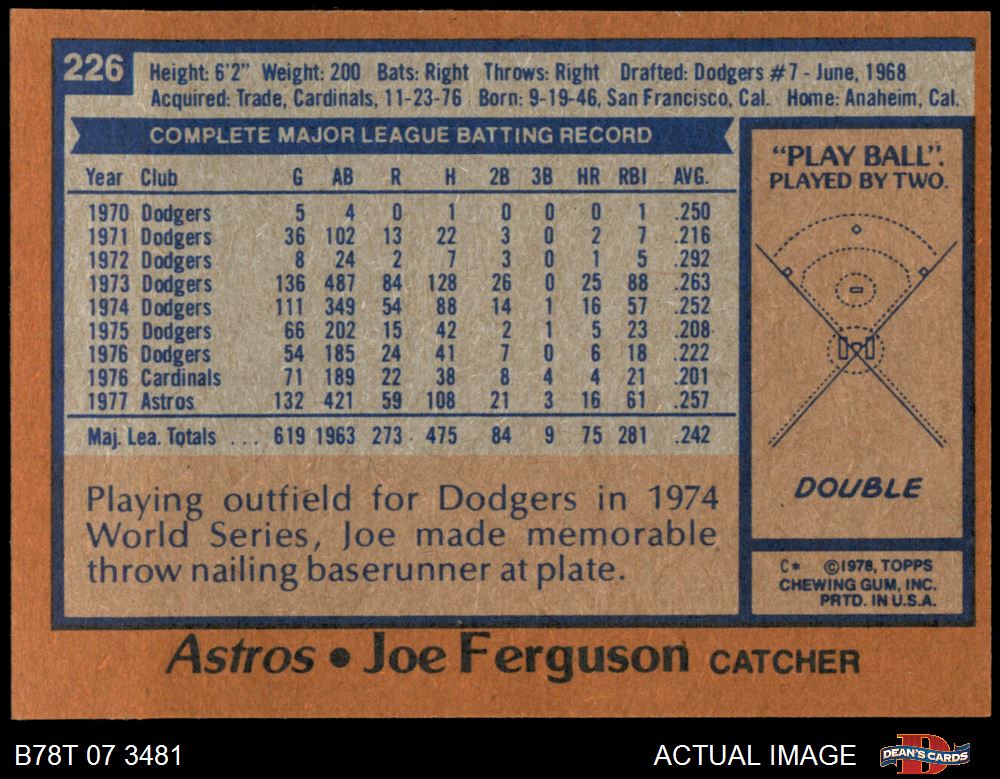 226
Height: 6'2" Weight: 200 Bats: Right Throws: Right Drafted: Dodgers #7 - June, 1968
Acquired: Trade, Cardinals, 11-23-76 Born: 9-19-46, San Francisco, Cal. Home: Anaheim, Cal.
COMPLETE MAJOR LEAGUE BATTING RECORD
Year Club G AB R H 2B 3B HR RBI AVG.
1970 Dodgers 5 4 0 1 0 0 0 1 .250
1971 Dodgers 36 102 13 22 3 0 2 7 .216
1972 Dodgers 8 24 2 7 3 0 1 5 .292
1973 Dodgers 136 487 84 128 26 0 25 88 .263
1974 Dodgers 111 349 54 88 14 1 16 57 .252
1975 Dodgers 66 202 15 42 2 1 5 23 .208
1976 Dodgers 54 185 24 41 7 0 6 18 .222
1976 Cardinals 71 189 22 38 8 4 4 21 .201
1977 Astros 132 421 59 108 21 3 16 61 .257
Maj. Lea. Totals ... 619 1963 273 475 84 9 75 281 .242
Playing outfield for Dodgers in 1974
World Series, Joe made memorable
throw nailing baserunner at plate.
"PLAY BALL".
PLAYED BY TWO.
DOUBLE
C* ©1978, TOPPS
CHEWING GUM, INC.
PRTD. IN U.S.A.
Astros • Joe Ferguson CATCHER
B78T 07 3481
ACTUAL IMAGE
DEAN'S CARDS